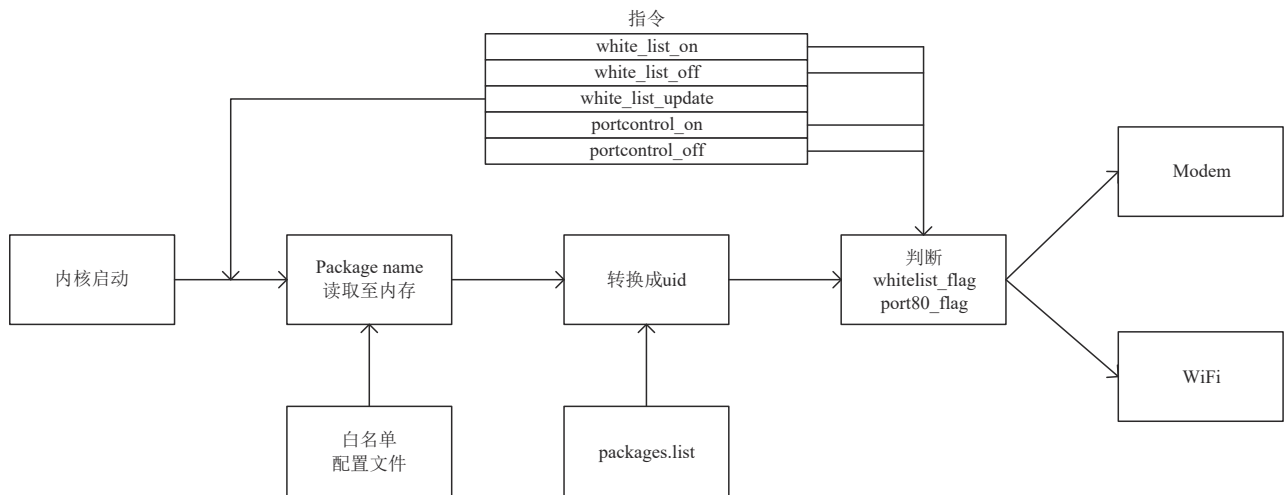 指令
white_list_on
white_list_off
white_list_update
portcontrol_on
portcontrol_off
Modem
内核启动
Package name
读取至内存
转换成uid
判断
whitelist_flag
port80_flag
WiFi
白名单
配置文件
packages.list